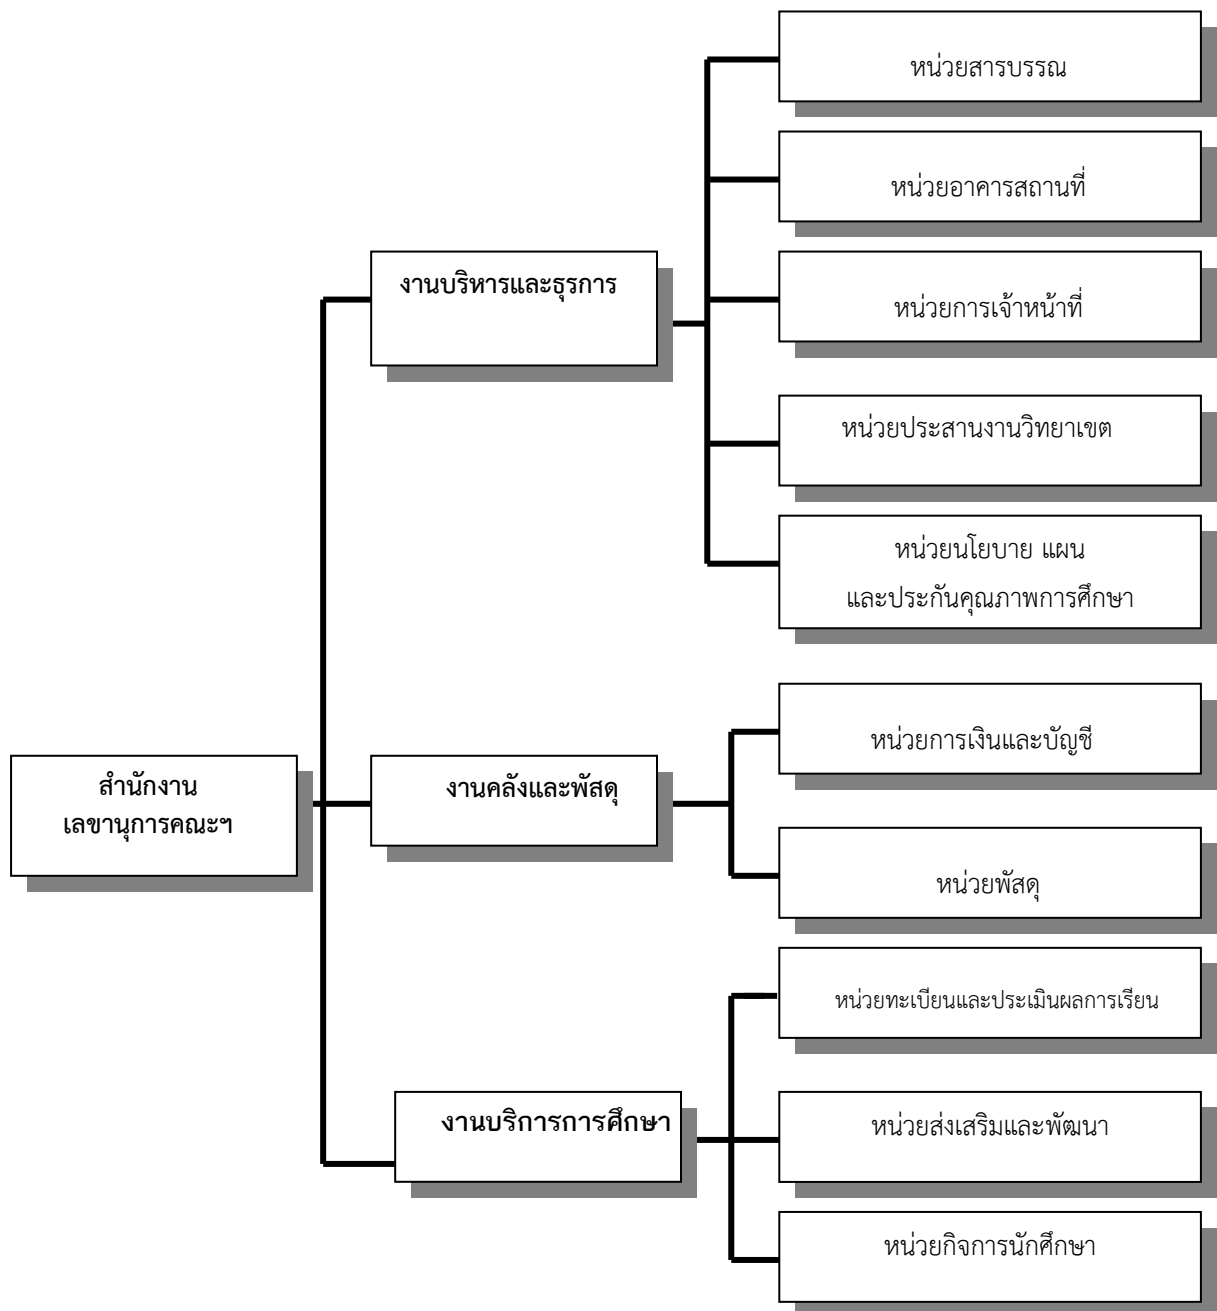 หน่วยสารบรรณ
หน่วยอาคารสถานที่
งานบริหารและธุรการ
หน่วยการเจ้าหน้าที่
หน่วยประสานงานวิทยาเขต
หน่วยนโยบาย แผน
และประกันคุณภาพการศึกษา
หน่วยการเงินและบัญชี
สำนักงาน
เลขานุการคณะฯ
งานคลังและพัสดุ
หน่วยพัสดุ
หน่วยทะเบียนและประเมินผลการเรียน
งานบริการการศึกษา
หน่วยส่งเสริมและพัฒนา
หน่วยกิจการนักศึกษา